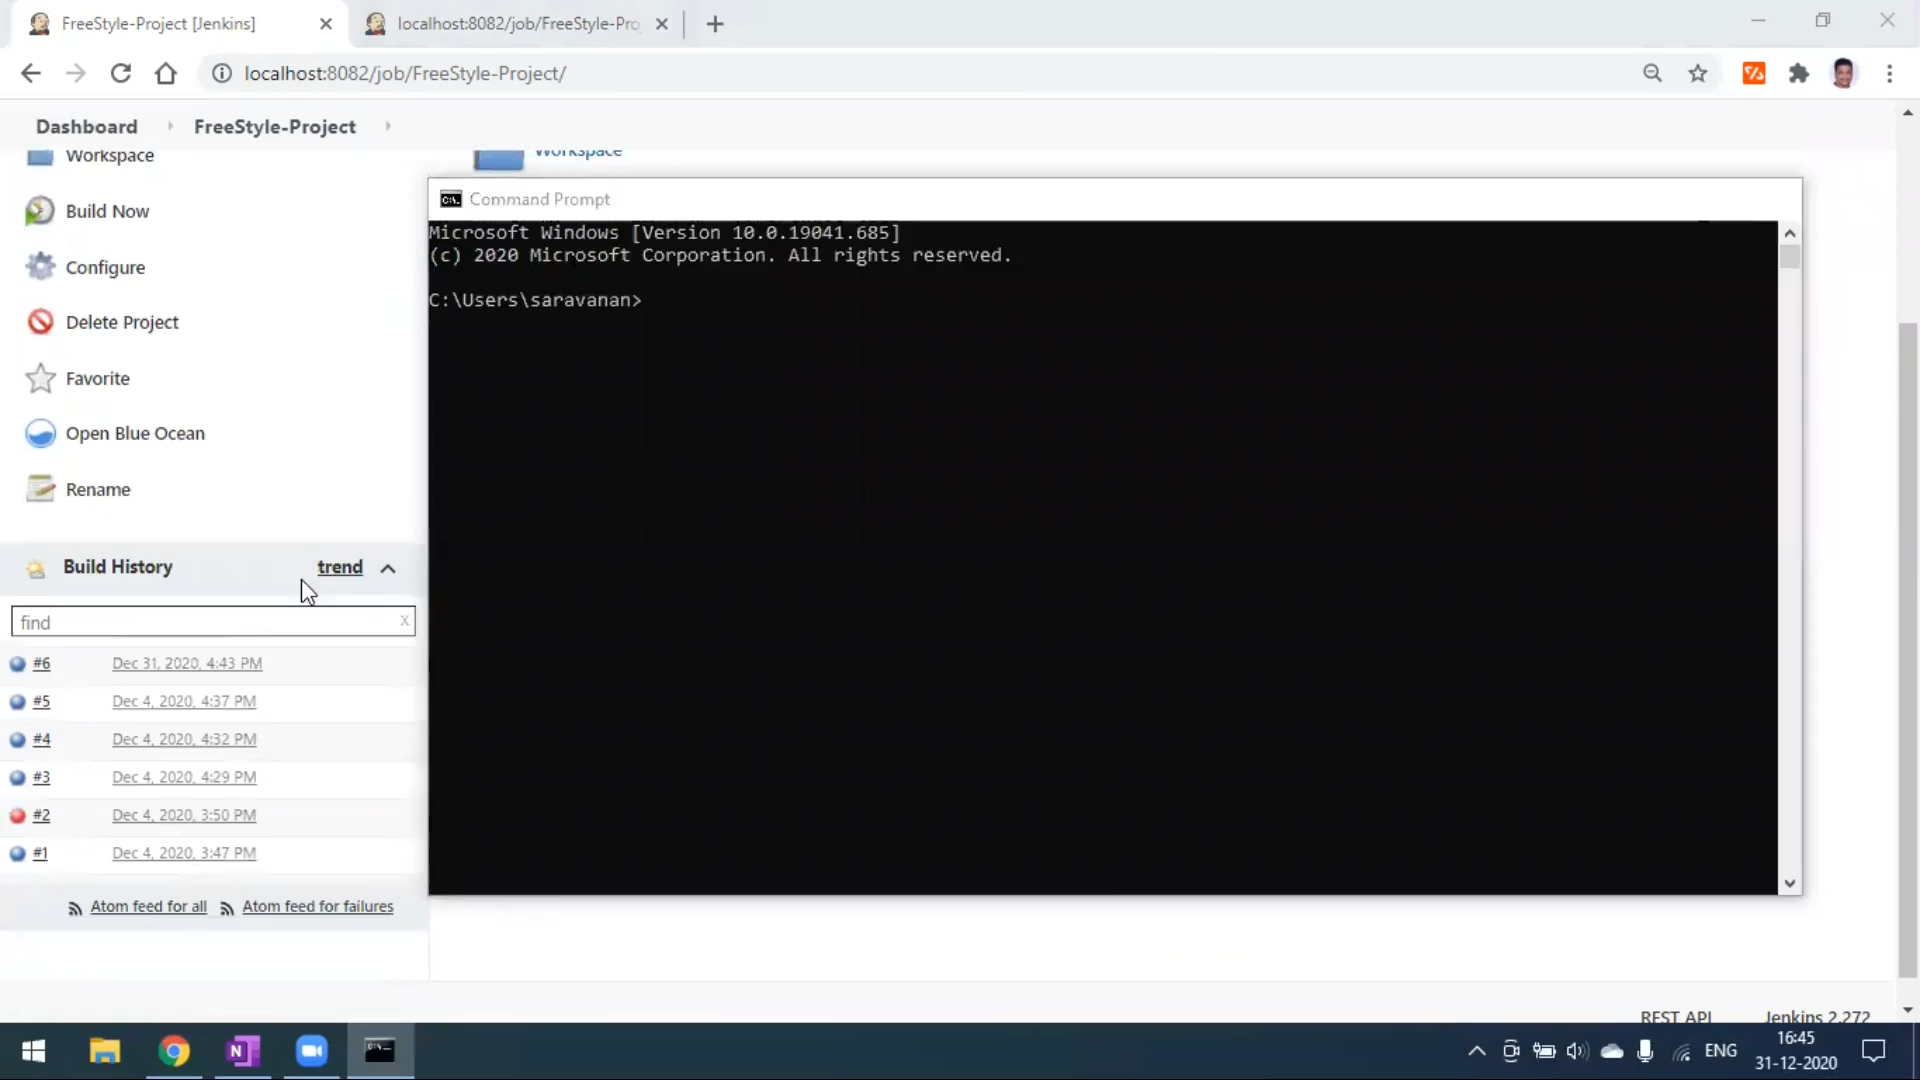 FreeStyle-Project [Jenkins]
localhost:8082/job/FreeStyle-Pro
localhost:8082/job/FreeStyle-Project/
Dashboard
FreeStyle-Project
Workspace
Workspace
Build Now
Configure
Delete Project
Favorite
Open Blue Ocean
Rename
Build History
trend
find
x
#6 Dec 31, 2020, 4:43 PM
#5 Dec 4, 2020, 4:37 PM
#4 Dec 4, 2020, 4:32 PM
#3 Dec 4, 2020, 4:29 PM
#2 Dec 4, 2020, 3:50 PM
#1 Dec 4, 2020, 3:47 PM
Atom feed for all
Atom feed for failures
Command Prompt
Microsoft Windows [Version 10.0.19041.685]
(c) 2020 Microsoft Corporation. All rights reserved.
C:\Users\saravanan>
REST API
Jenkins 2.272
ENG
16:45
31-12-2020